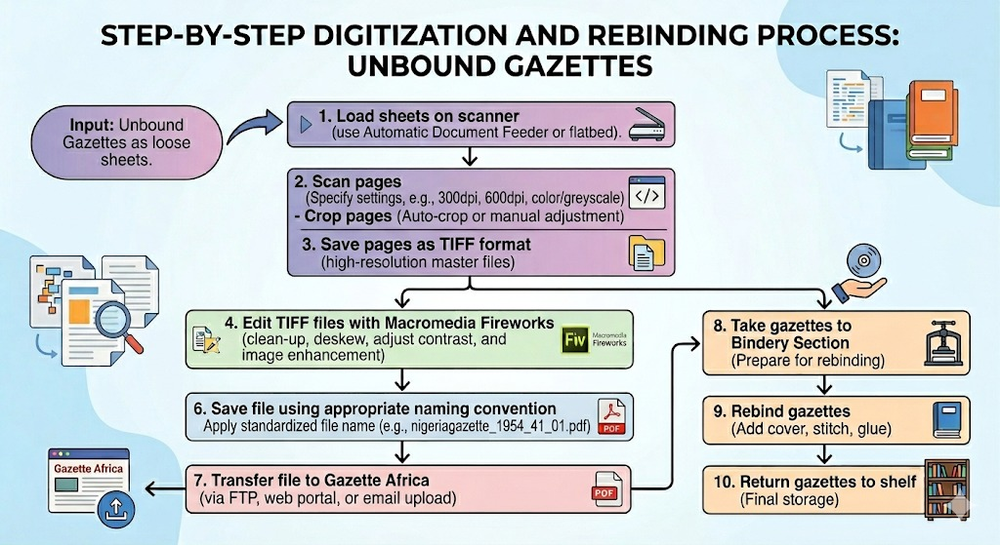 STEP-BY-STEP DIGITIZATION AND REBINDING PROCESS:
UNBOUND GAZETTES
Input: Unbound
Gazettes as loose
sheets.
1. Load sheets on scanner
(use Automatic Document Feeder or flatbed).
2. Scan pages
(Specify settings, e.g., 300dpi, 600dpi, color/greyscale)
- Crop pages (Auto-crop or manual adjustment)
</>
3. Save pages as TIFF format
(high-resolution master files)
4. Edit TIFF files with Macromedia Fireworks
(clean-up, deskew, adjust contrast, and
image enhancement)
Fiv
Macromedia
Fireworks
6. Save file using appropriate naming convention
Apply standardized file name (e.g., nigeriagazette_1954_41_01.pdf)
PDF
7. Transfer file to Gazette Africa
(via FTP, web portal, or email upload)
PDF
Gazette Africa
8. Take gazettes to
Bindery Section
(Prepare for rebinding)
9. Rebind gazettes
(Add cover, stitch, glue)
10. Return gazettes to shelf
(Final storage)